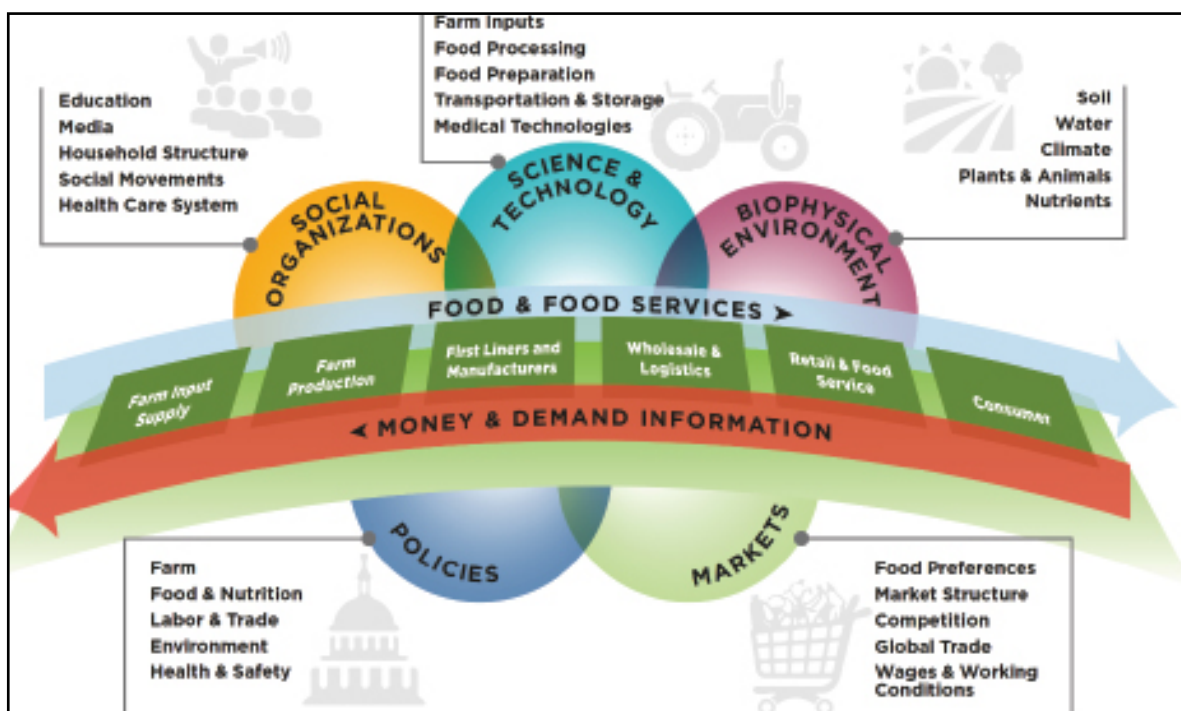 Farm Inputs
Food Processing
Food Preparation
Transportation & Storage
Medical Technologies
Education
Media
Household Structure
Social Movements
Health Care System
Soil
Water
Climate
Plants & Animals
Nutrients
SOCIAL
ORGANIZATIONS
SCIENCE &
TECHNOLOGY
BIOPHYSICAL
ENVIRONMENT
FOOD & FOOD SERVICES ➤
Farm Input
Supply
Farm
Production
First Liners and
Manufacturers
Wholesale &
Logistics
Retail & Food
Service
Consumer
◄ MONEY & DEMAND INFORMATION
POLICIES
MARKETS
Farm
Food & Nutrition
Labor & Trade
Environment
Health & Safety
Food Preferences
Market Structure
Competition
Global Trade
Wages & Working
Conditions